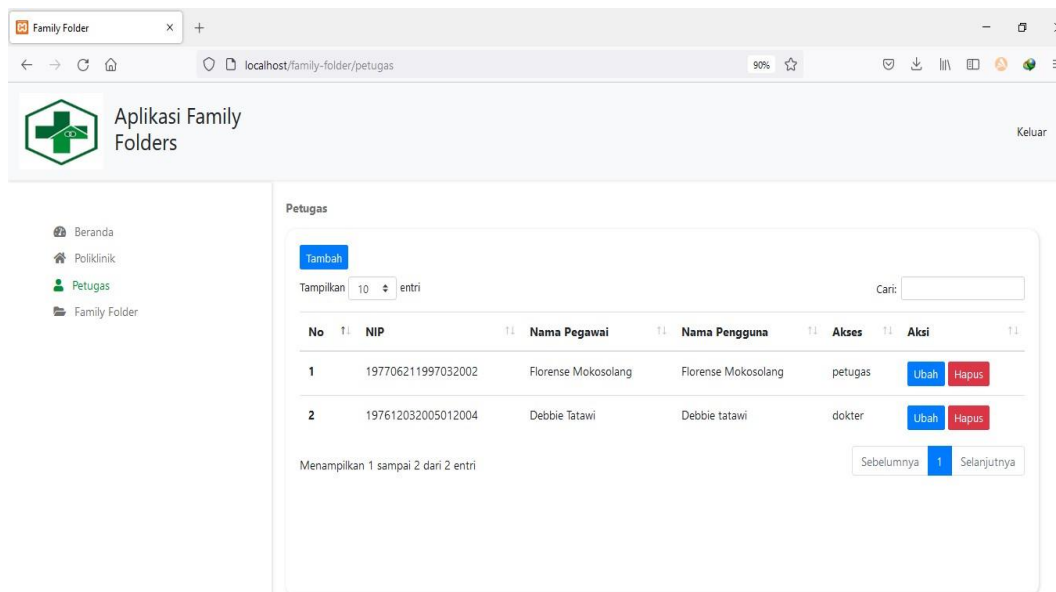 Family Folder
localhost/family-folder/petugas
90%
Aplikasi Family
Folders
Keluar
Beranda
Poliklinik
Petugas
Family Folder
Petugas
Tambah
Tampilkan 10 entri
Cari:
No NIP Nama Pegawai Nama Pengguna Akses Aksi
1 197706211997032002 Florense Mokosolang Florense Mokosolang petugas Ubah Hapus
2 197612032005012004 Debbie Tatawi Debbie tatawi dokter Ubah Hapus
Menampilkan 1 sampai 2 dari 2 entri
Sebelumnya 1 Selanjutnya